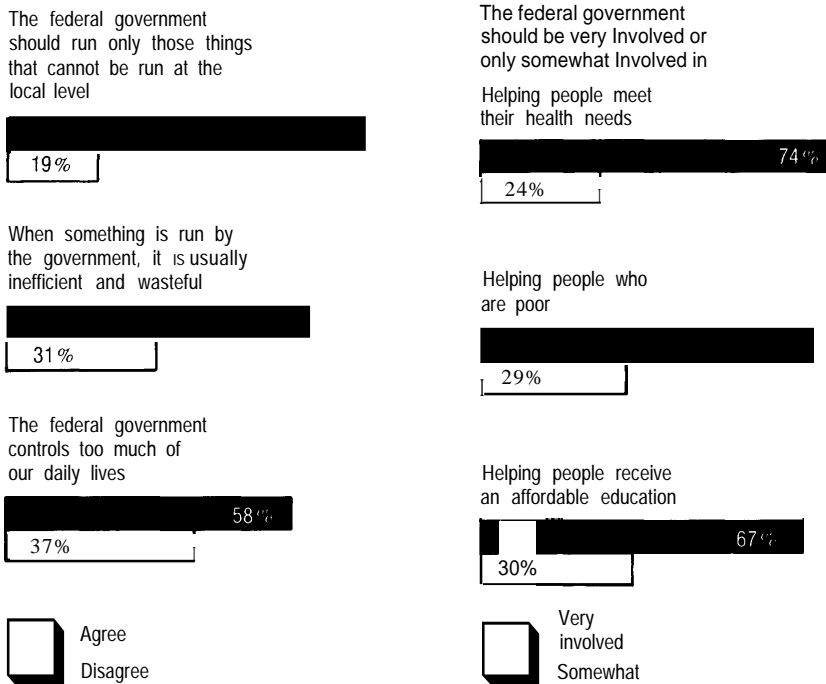 The federal government
should run only those things
that cannot be run at the
local level
19%
When something is run by
the government, it is usually
inefficient and wasteful
31%
The federal government
controls too much of
our daily lives
58%
37%
Agree
Disagree
The federal government
should be very Involved or
only somewhat Involved in
Helping people meet
their health needs
74%
24%
Helping people who
are poor
29%
Helping people receive
an affordable education
67%
30%
Very
involved
Somewhat